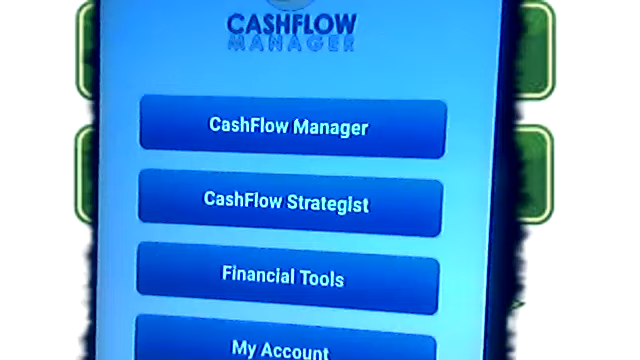 CASHFLOW
MANAGER
CashFlow Manager
CashFlow Strategist
Financial Tools
My Account